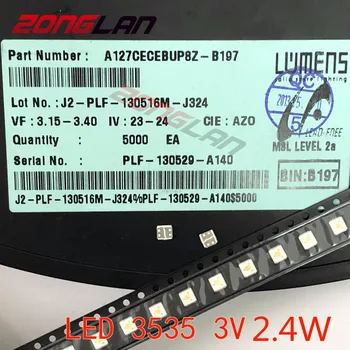 ZONGLAN
Part Number : A127CECEBUP8Z-B197
LUMENS
Lot No.: J2-PLF-130516M-J324
VF : 3.15-3.40 IV : 23-24 CIE : AZO
LEAD-FREE
Quantity : 5000 EA
MSL LEVEL 2a
Serial No. : PLF-130529-A140
BIN:B197
J2-PLF-130516M-J324%PLF-130529-A140$5000
LED 3535 3V 2.4W